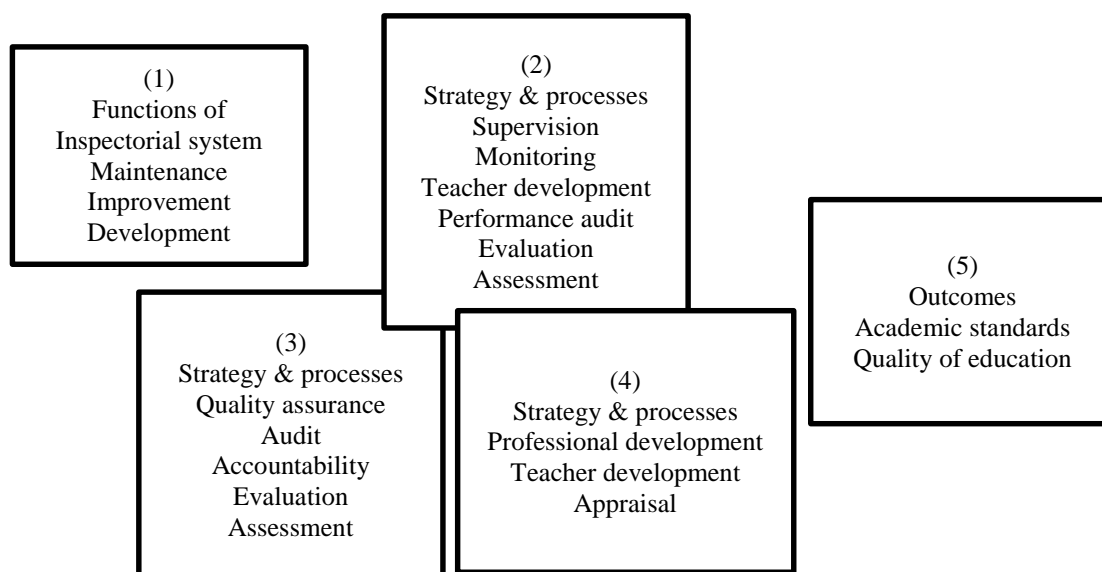 (1)
Functions of
Inspectorial system
Maintenance
Improvement
Development
(2)
Strategy & processes
Supervision
Monitoring
Teacher development
Performance audit
Evaluation
Assessment
(3)
Strategy & processes
Quality assurance
Audit
Accountability
Evaluation
Assessment
(4)
Strategy & processes
Professional development
Teacher development
Appraisal
(5)
Outcomes
Academic standards
Quality of education